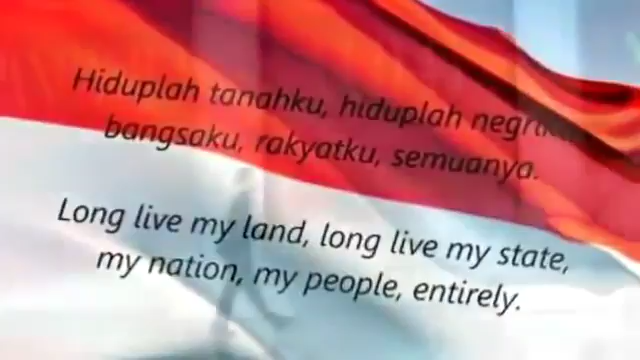 Hiduplah tanahku, hiduplah
bangsaku, rakyatku, semuanya.
Long live my land, long live my state,
my nation, my people, entirely.